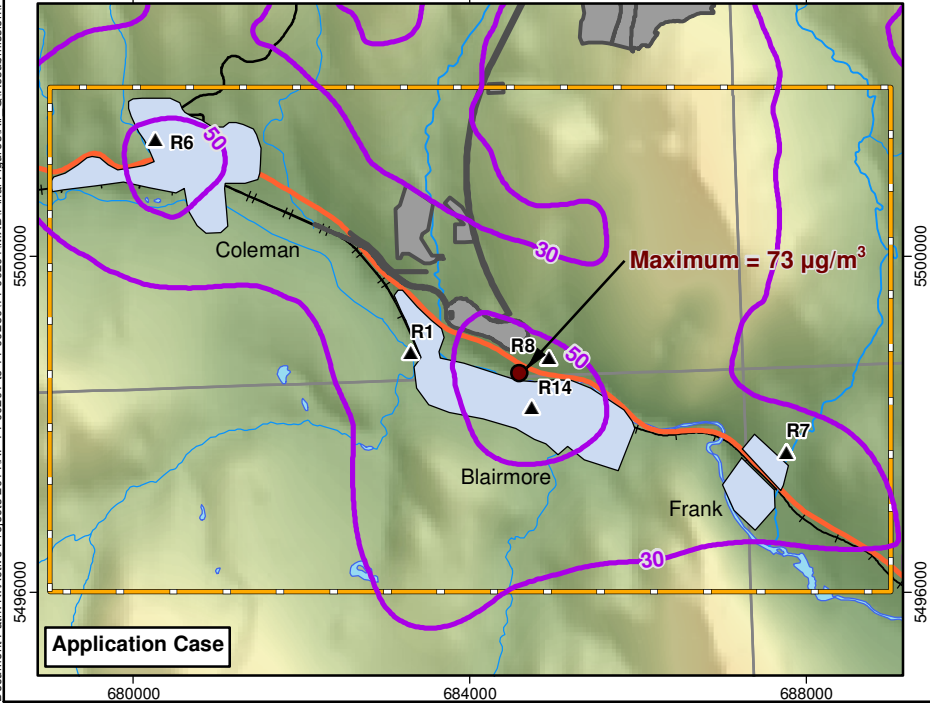 R6
50
Coleman
30
Maximum = 73 µg/m³
R1
R8
50
R14
R7
Blairmore
Frank
30
Application Case
5500000
5500000
5496000
5496000
680000
684000
688000